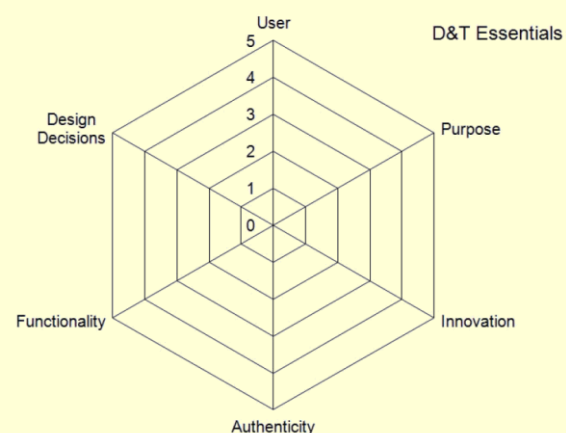 User
D&T Essentials
5
4
3
2
1
0
Design
Decisions
Purpose
Functionality
Innovation
Authenticity